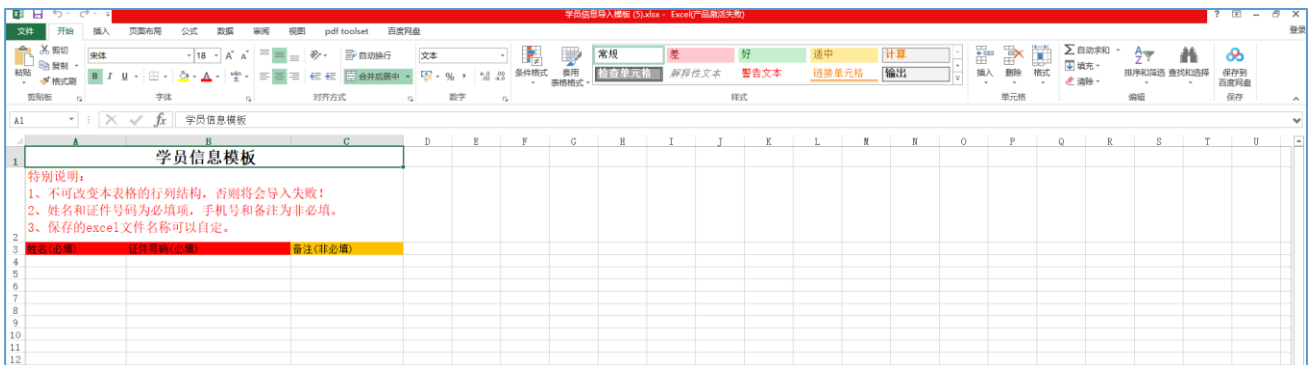 学员信息导入模板 (5).xlsx - Excel(产品激活失败)
文件 开始 插入 页面布局 公式 数据 审阅 视图 pdf toolset 百度网盘 登录
剪切 宋体 18 自动换行 文本 常规 差 好 适中 计算 自动求和
复制 填充
粘贴 格式刷 B I U 合并后居中 % 条件格式 套用 表格格式 检查单元格 解释性文本 警告文本 链接单元格 输出 插入 删除 格式 清除 排序和筛选 查找和选择 保存到 百度网盘
剪贴板 字体 对齐方式 数字 样式 单元格 编辑 保存
A1 fx 学员信息模板
A B C D E F G H I J K L M N O P Q R S T U
1 学员信息模板
特别说明:
1、不可改变本表格的行列结构，否则将会导入失败!
2、姓名和证件号码为必填项，手机号和备注为非必填。
3、保存的excel文件名称可以自定。
2
3 姓名(必填) 证件号码(必填) 备注(非必填)
4
5
6
7
8
9
10
11
12